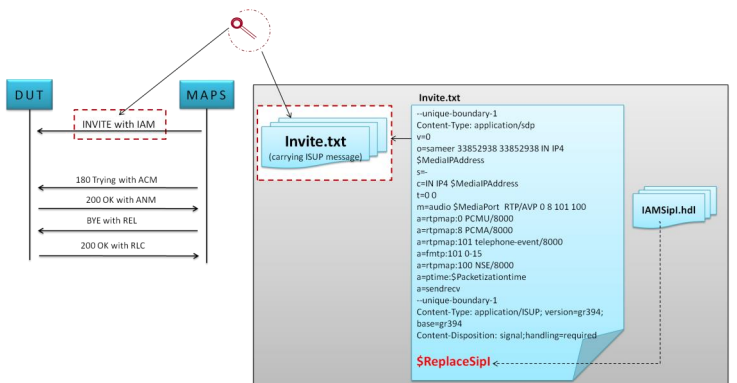 DUT
MAPS
INVITE with IAM
180 Trying with ACM
200 OK with ANM
BYE with REL
200 OK with RLC
Invite.txt
(carrying ISUP message)
Invite.txt
--unique-boundary-1
Content-Type: application/sdp
v=0
o=sameer 33852938 33852938 IN IP4
$MediaIPAddress
s=-
c=IN IP4 $MediaIPAddress
t=0 0
m=audio $MediaPort RTP/AVP 0 8 101 100
a=rtpmap:0 PCMU/8000
a=rtpmap:8 PCMA/8000
a=rtpmap:101 telephone-event/8000
a=fmtp:101 0-15
a=rtpmap:100 NSE/8000
a=ptime:$Packetizationtime
a=sendrecv
--unique-boundary-1
Content-Type: application/ISUP; version=gr394;
base=gr394
Content-Disposition: signal;handling=required
$ReplaceSipI
IAMSipI.hdl